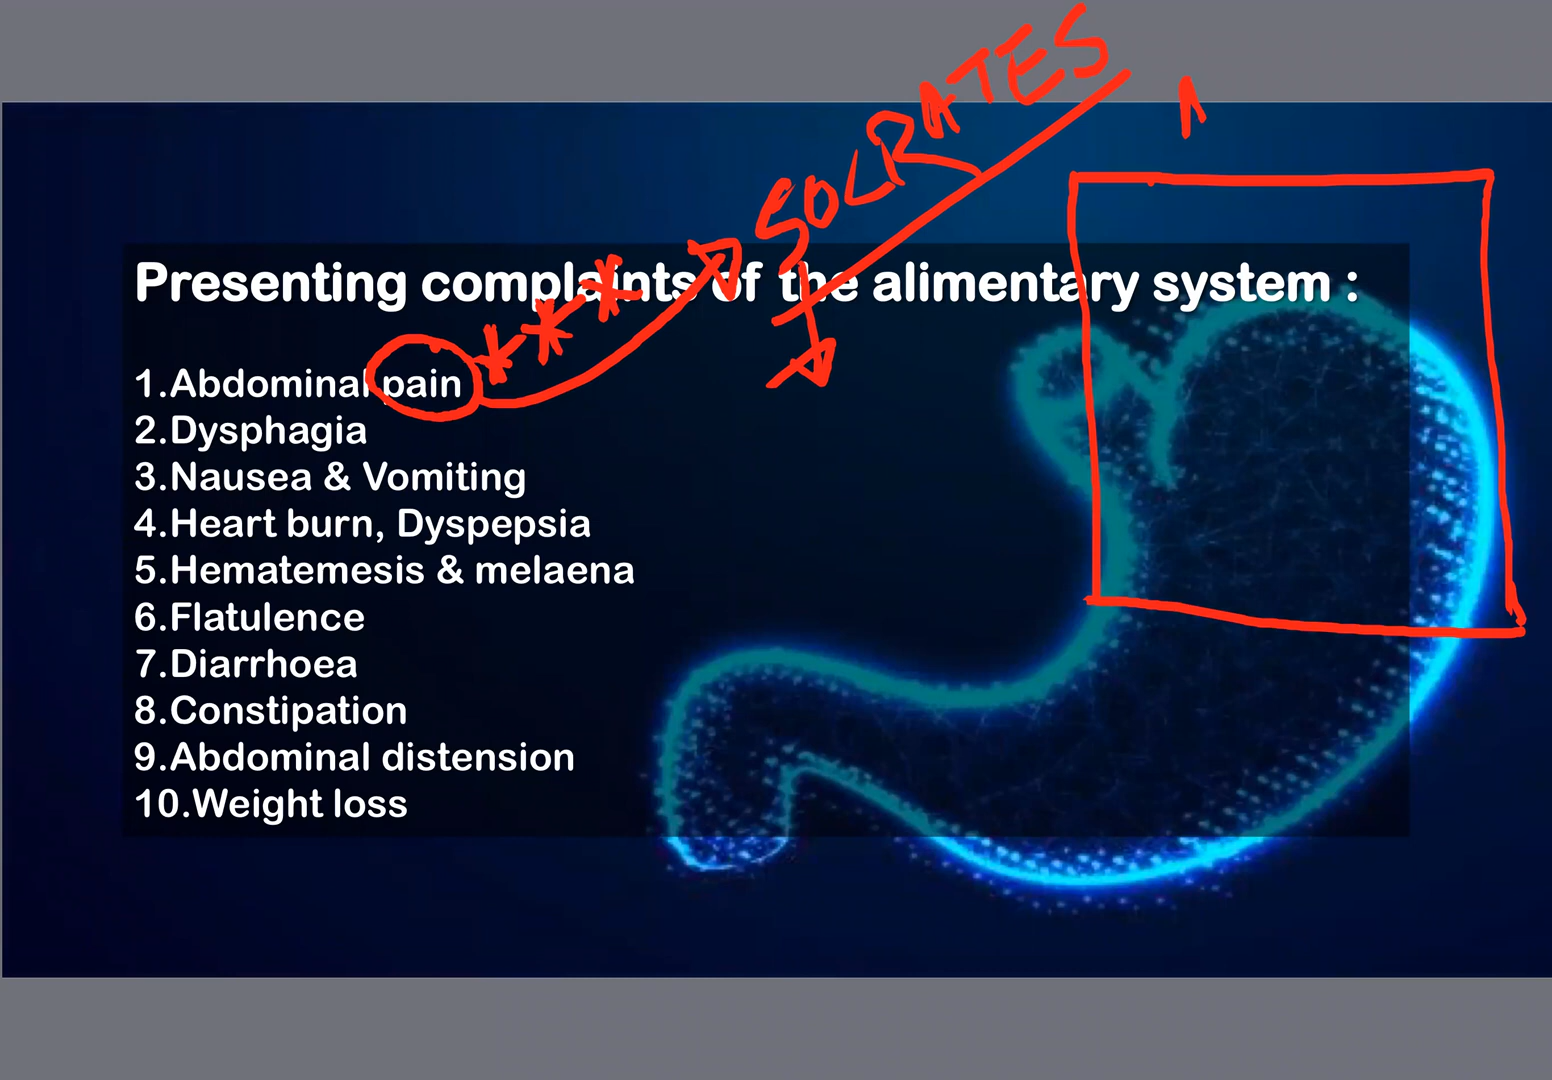 SOCRATES
Presenting complaints of the alimentary system :
1.Abdominal pain
2.Dysphagia
3.Nausea & Vomiting
4.Heart burn, Dyspepsia
5.Hematemesis & melaena
6.Flatulence
7.Diarrhoea
8.Constipation
9.Abdominal distension
10.Weight loss